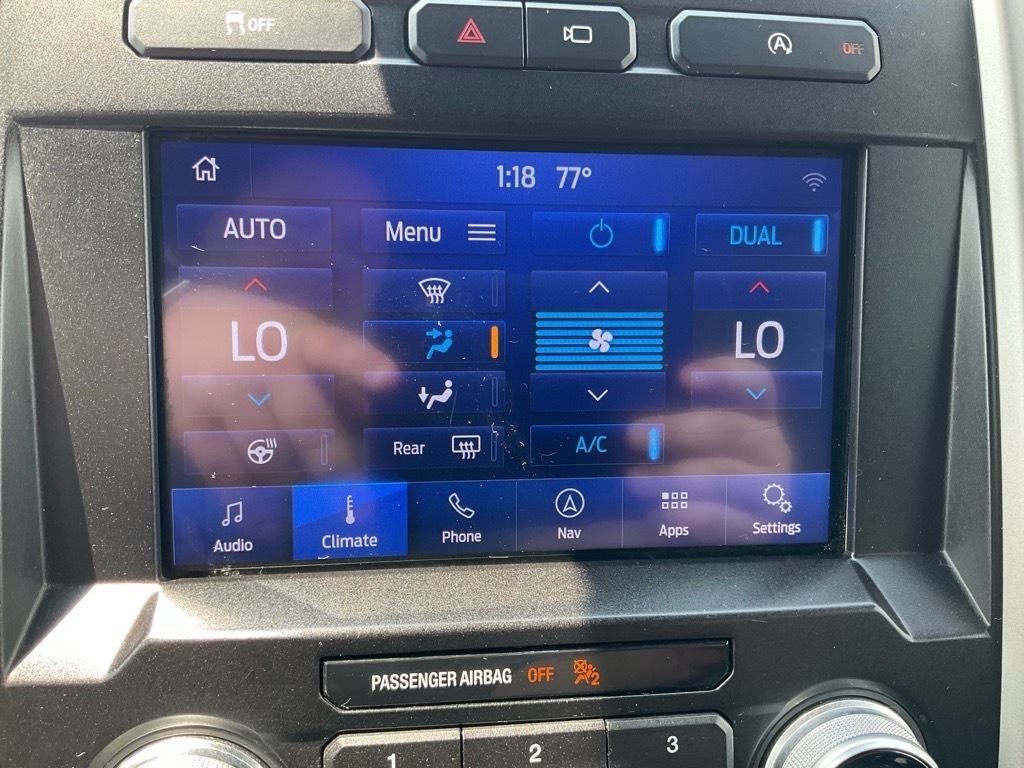 OFF
A OFF
1:18 77°
AUTO Menu DUAL
LO LO
Rear A/C
Audio Climate Phone Nav Apps Settings
PASSENGER AIRBAG OFF 2
1 2 3